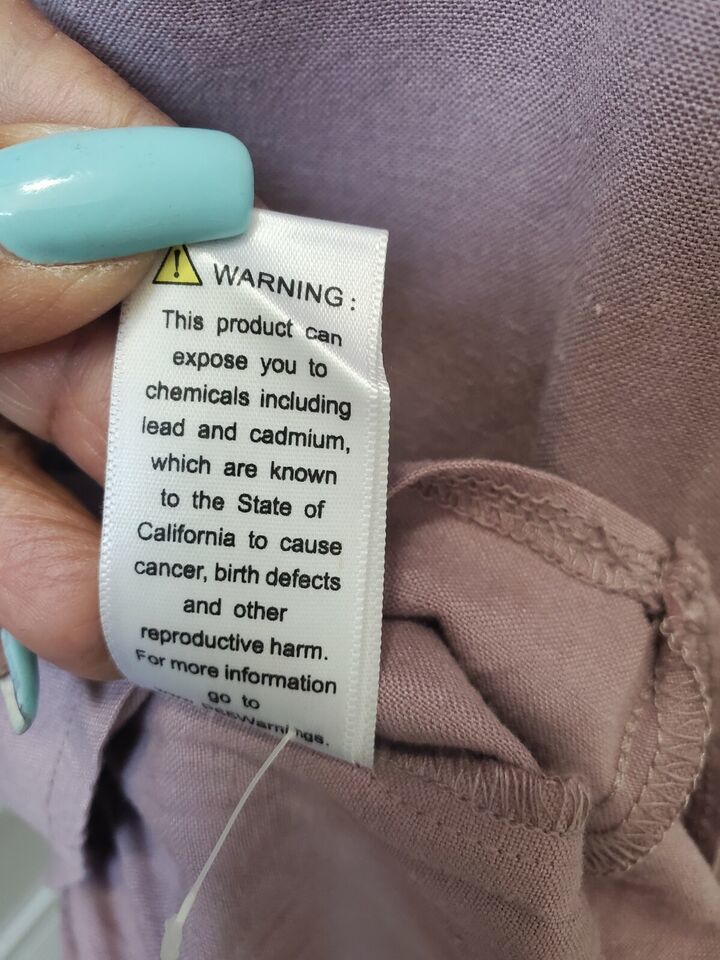 WARNING:
This product can
expose you to
chemicals including
lead and cadmium,
which are known
to the State of
California to cause
cancer, birth defects
and other
reproductive harm.
For more information
go to